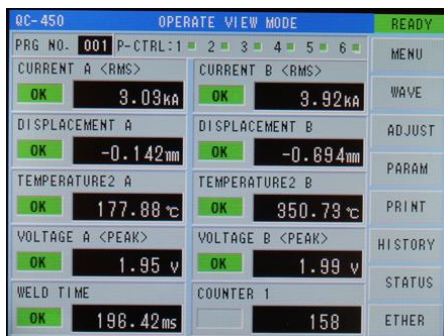 QC-450 OPERATE VIEW MODE READY
PRG NO. 001 P-CTRL:1 2 3 4 5 6
MENU
CURRENT A <RMS> CURRENT B <RMS>
OK 3.03kA OK 3.92kA
WAVE
DISPLACEMENT A DISPLACEMENT B
ADJUST
OK -0.142mm OK -0.694mm
PARAM
TEMPERATURE2 A TEMPERATURE2 B
OK 177.88℃ OK 350.73℃
PRINT
VOLTAGE A <PEAK> VOLTAGE B <PEAK>
HISTORY
OK 1.95 V OK 1.99 V
STATUS
WELD TIME COUNTER 1
OK 196.42ms 158
ETHER